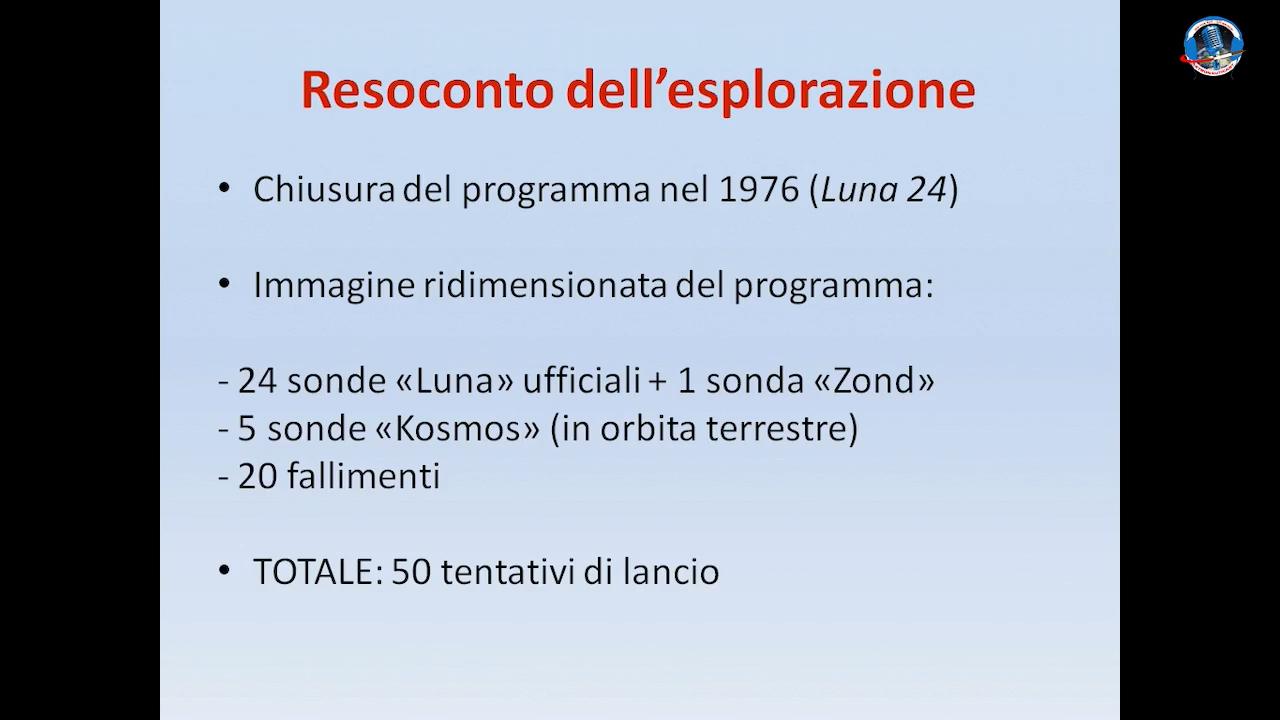 Resoconto dell’esplorazione
• Chiusura del programma nel 1976 (Luna 24)
• Immagine ridimensionata del programma:
- 24 sonde «Luna» ufficiali + 1 sonda «Zond»
- 5 sonde «Kosmos» (in orbita terrestre)
- 20 fallimenti
• TOTALE: 50 tentativi di lancio